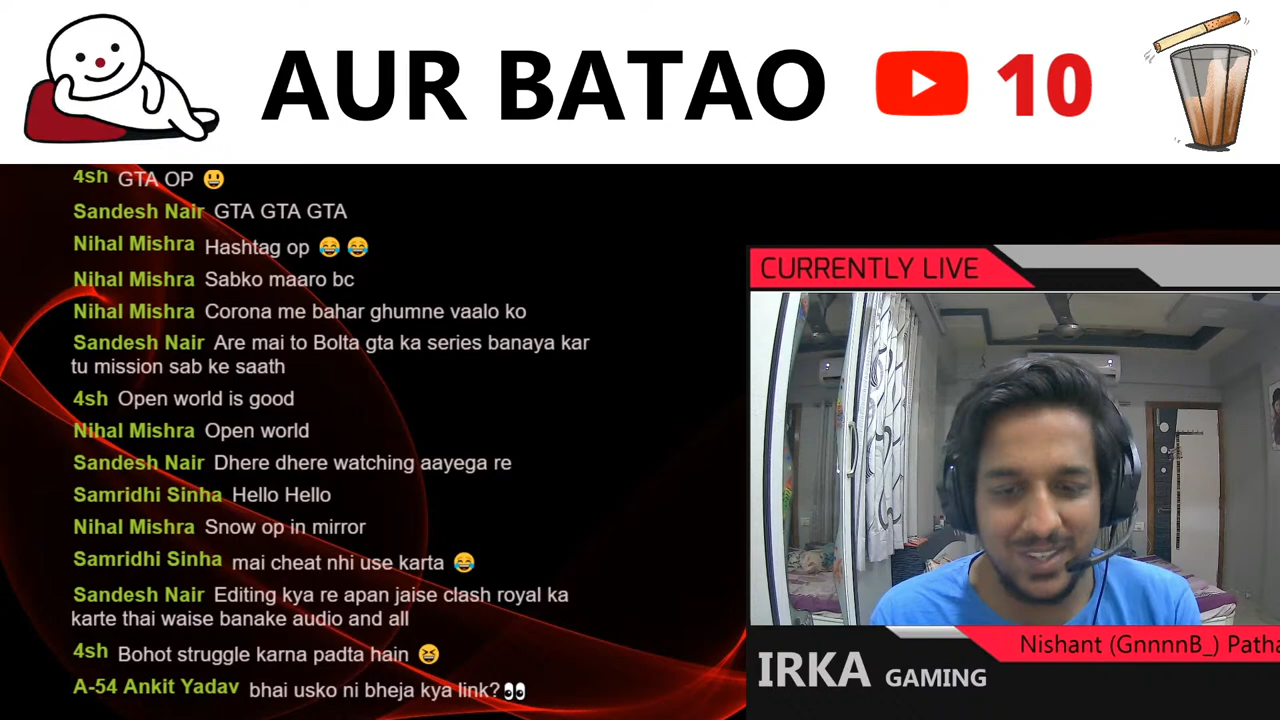 AUR BATAO
10
4sh GTA OP 😃
Sandesh Nair GTA GTA GTA
Nihal Mishra Hashtag op 😂 😂
Nihal Mishra Sabko maaro bc
Nihal Mishra Corona me bahar ghumne vaalo ko
Sandesh Nair Are mai to Bolta gta ka series banaya kar
tu mission sab ke saath
4sh Open world is good
Nihal Mishra Open world
Sandesh Nair Dhere dhere watching aayega re
Samridhi Sinha Hello Hello
Nihal Mishra Snow op in mirror
Samridhi Sinha mai cheat nhi use karta 😂
Sandesh Nair Editing kya re apan jaise clash royal ka
karte thai waise banake audio and all
4sh Bohot struggle karna padta hain 😆
A-54 Ankit Yadav bhai usko ni bheja kya link?👀
CURRENTLY LIVE
Nishant (GnnnnB_) Patha
IRKA GAMING